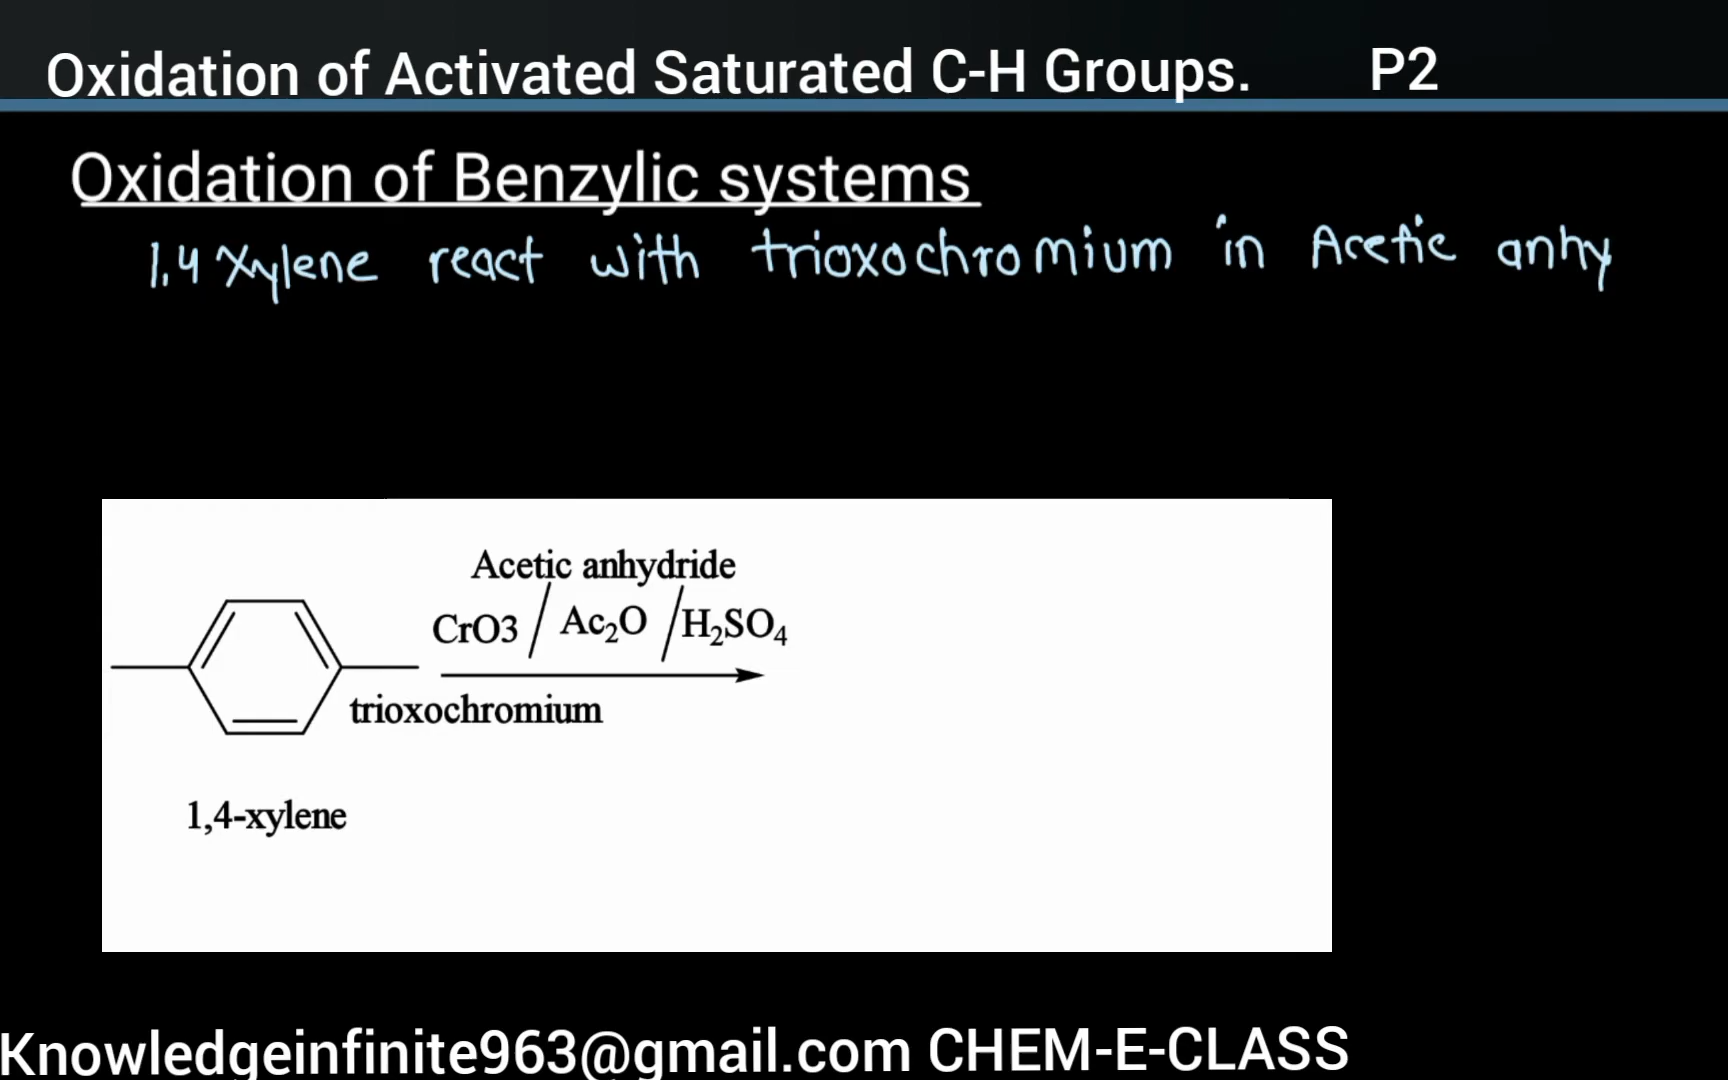 Oxidation of Activated Saturated C-H Groups. P2
Oxidation of Benzylic systems
1,4 Xylene react with trioxochromium in Acetic anhy
Acetic anhydride
CrO3 / Ac₂O / H₂SO₄
trioxochromium
1,4-xylene
Knowledgeinfinite963@gmail.com CHEM-E-CLASS